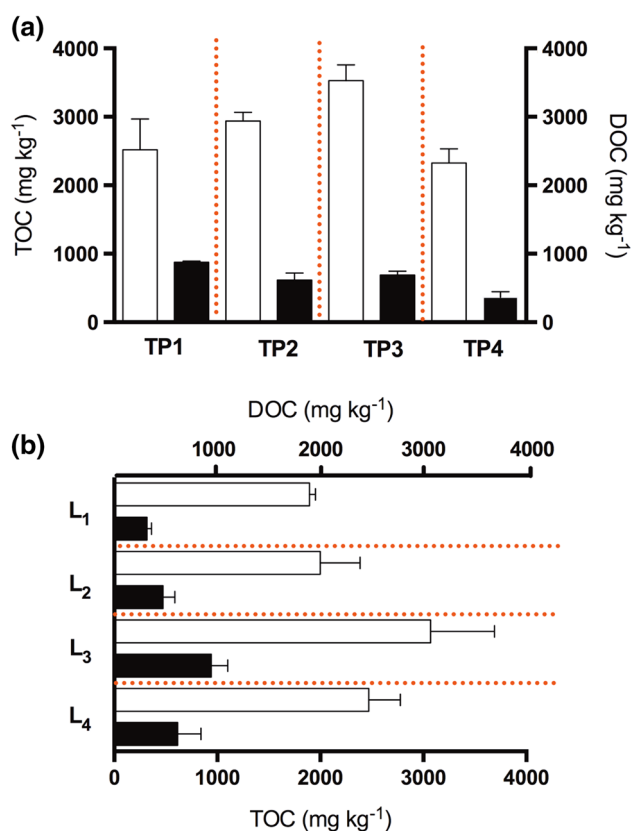 (a)
4000
3000
2000
1000
0
TOC
(mg kg-1)
4000
3000
2000
1000
0
DOC
(mg kg-1)
TP1 TP2 TP3 TP4
(b)
DOC (mg kg-1)
1000 2000 3000 4000
L1
L2
L3
L4
0 1000 2000 3000 4000
TOC (mg kg-1)